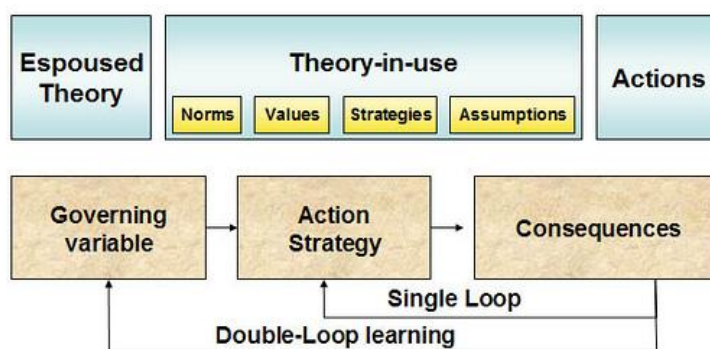 Espoused
Theory
Theory-in-use
Norms
Values
Strategies
Assumptions
Actions
Governing
variable
Action
Strategy
Consequences
Single Loop
Double-Loop learning